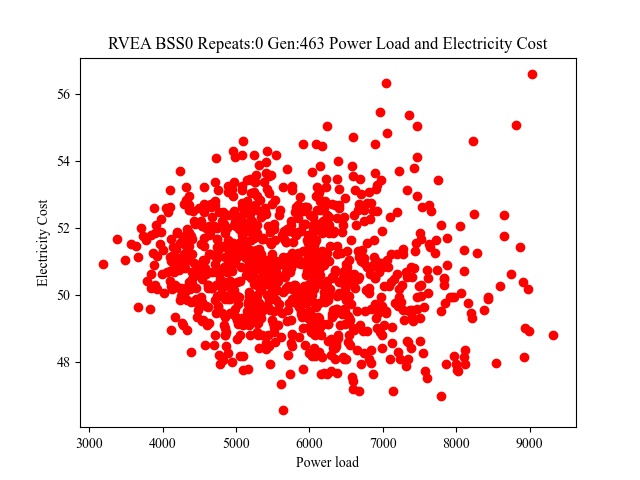 RVEA BSS0 Repeats:0 Gen:463 Power Load and Electricity Cost
56
54
52
50
48
Electricity Cost
3000 4000 5000 6000 7000 8000 9000
Power load